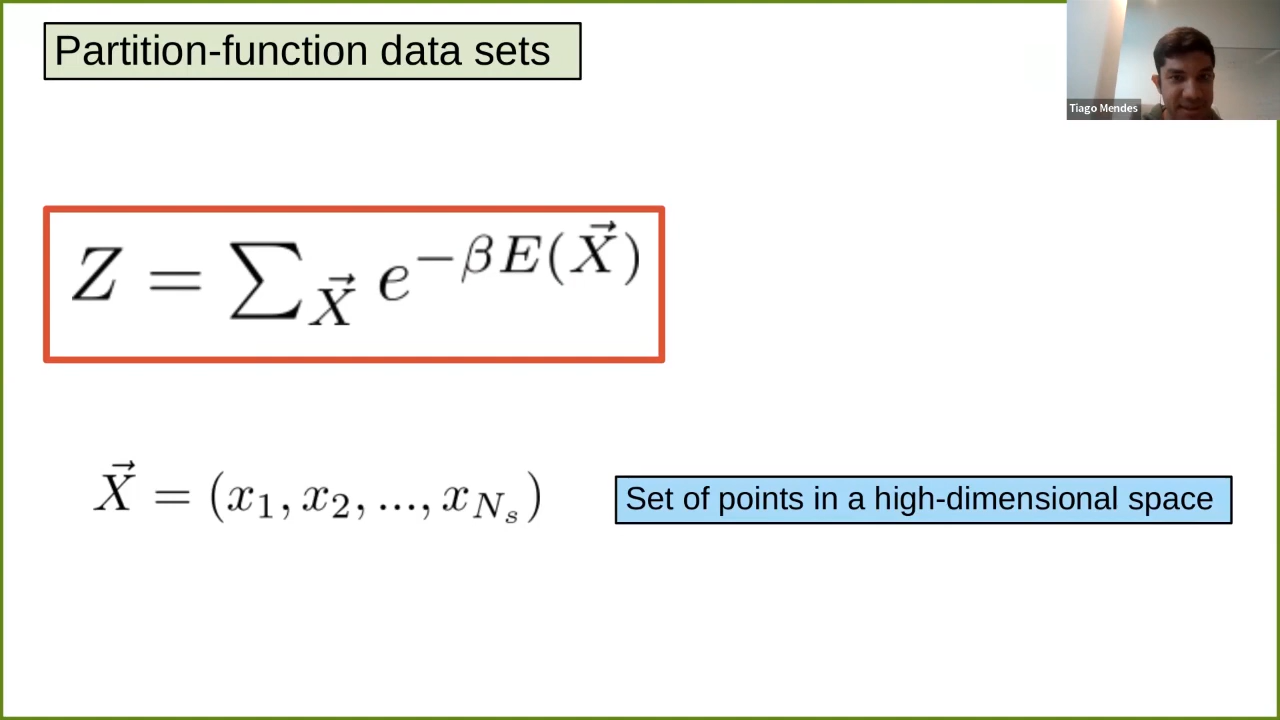 Partition-function data sets
Tiago Mendes
Z = ∑_X⃗ e^{−βE(X⃗)}
X⃗ = (x₁, x₂, ..., x_{N_s})
Set of points in a high-dimensional space